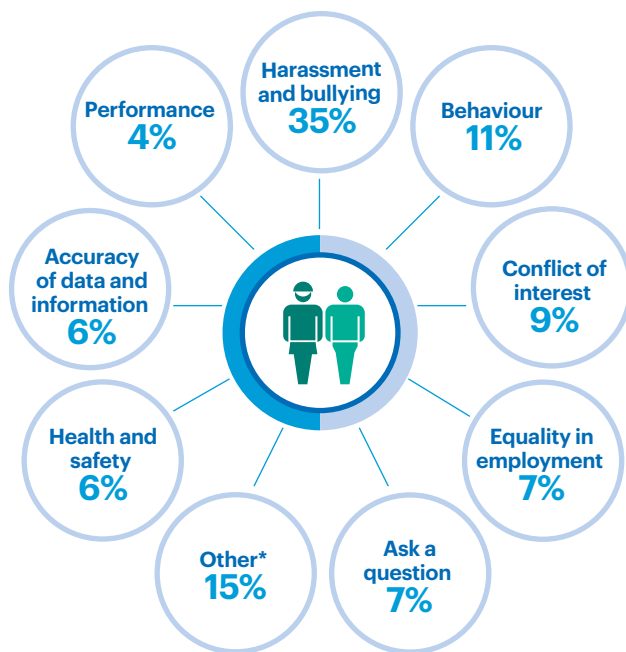 Harassment
and bullying
35%
Behaviour
11%
Conflict of
interest
9%
Equality in
employment
7%
Ask a
question
7%
Other*
15%
Health and
safety
6%
Accuracy
of data and
information
6%
Performance
4%